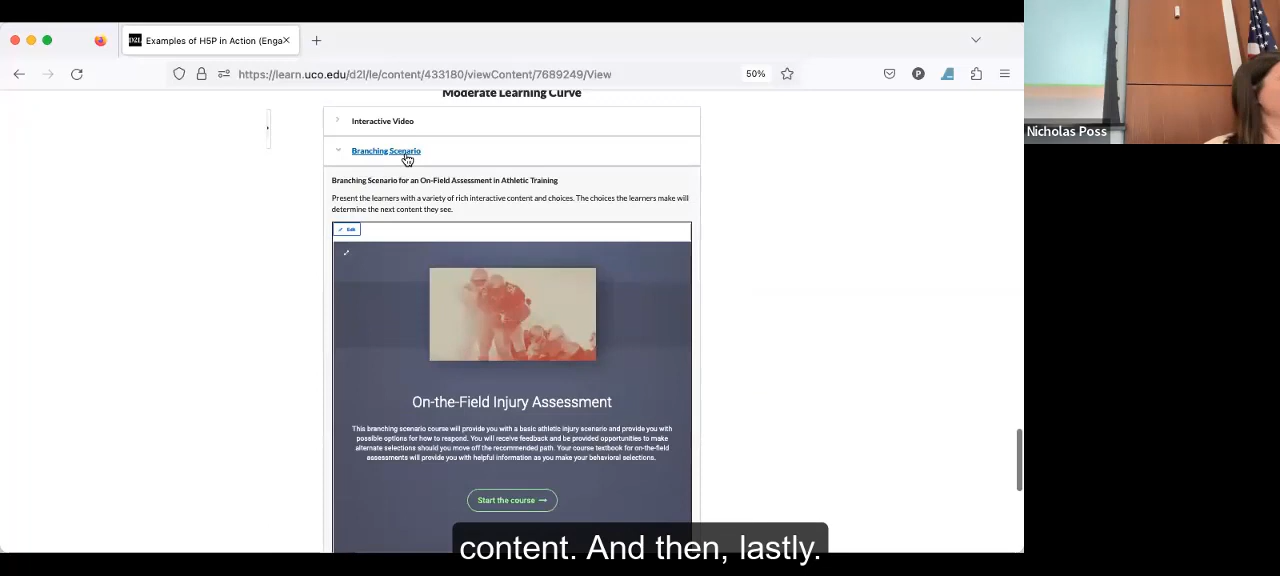 Examples of H5P in Action (Enga
https://learn.uco.edu/d2l/le/content/433180/viewContent/7689249/View
50%
P
Nicholas Poss
Moderate Learning Curve
Interactive Video
Branching Scenario
Branching Scenario for an On-Field Assessment in Athletic Training
Present the learners with a variety of rich interactive content and choices. The choices the learners make will
determine the next content they see.
Edit
On-the-Field Injury Assessment
This branching scenario course will provide you with a basic athletic injury scenario and provide you with
possible options for how to respond. You will receive feedback and be provided opportunities to make
alternate selections should you move off the recommended path. Your course textbook for on-the-field
assessments will provide you with helpful information as you make your behavioral selections.
Start the course →
content. And then, lastly.